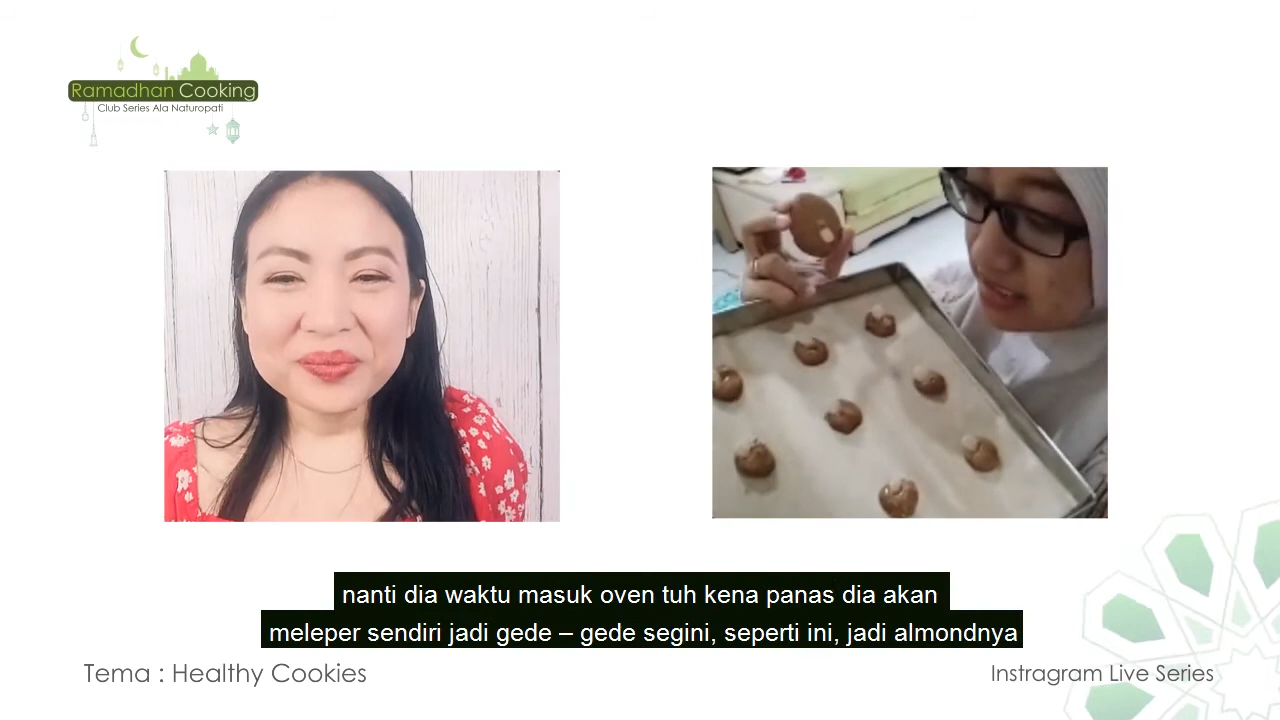 Ramadhan Cooking
Club Series Ala Naturopati
nanti dia waktu masuk oven tuh kena panas dia akan
meleper sendiri jadi gede – gede segini, seperti ini, jadi almondnya
Tema : Healthy Cookies
Instragram Live Series